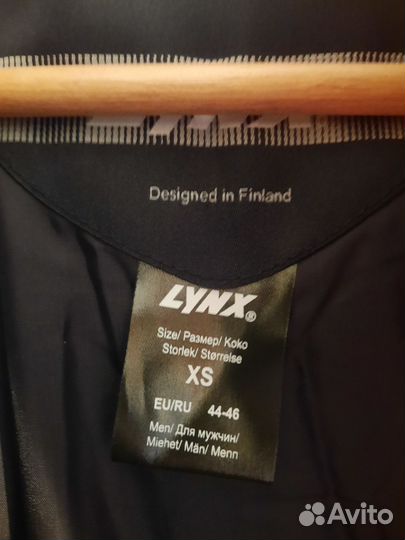 Designed in Finland
LYNX®
Size/ Размер/ Koko
Storlek/ Størrelse
XS
EU/RU 44-46
Men/ Для мужчин/
Miehet/ Män/ Menn
Avito